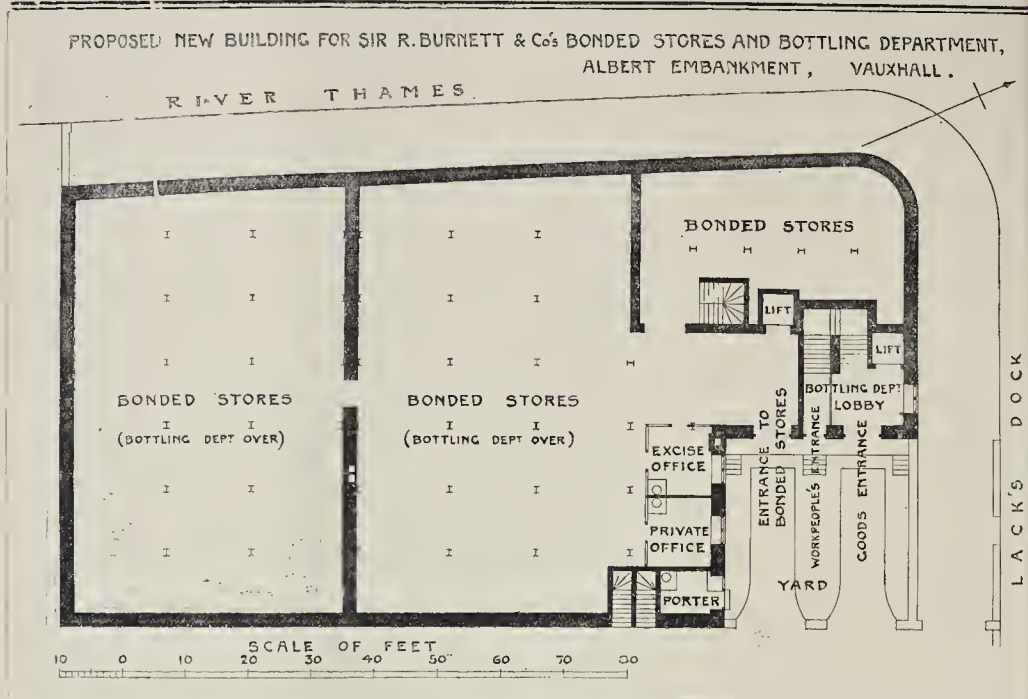 PROPOSED NEW BUILDING FOR SIR R. BURNETT & Co's BONDED STORES AND BOTTLING DEPARTMENT,
ALBERT EMBANKMENT, VAUXHALL.
RIVER THAMES.
BONDED STORES
LIFT
LIFT
BONDED STORES
(BOTTLING DEPT OVER)
BONDED STORES
(BOTTLING DEPT OVER)
BOTTLING DEPT
LOBBY
EXCISE
OFFICE
PRIVATE
OFFICE
PORTER
ENTRANCE TO
BONDED STORES
WORKPEOPLE'S ENTRANCE
GOODS ENTRANCE
YARD
LACK'S DOCK
SCALE OF FEET
10 0 10 20 30 40 50 60 70 80